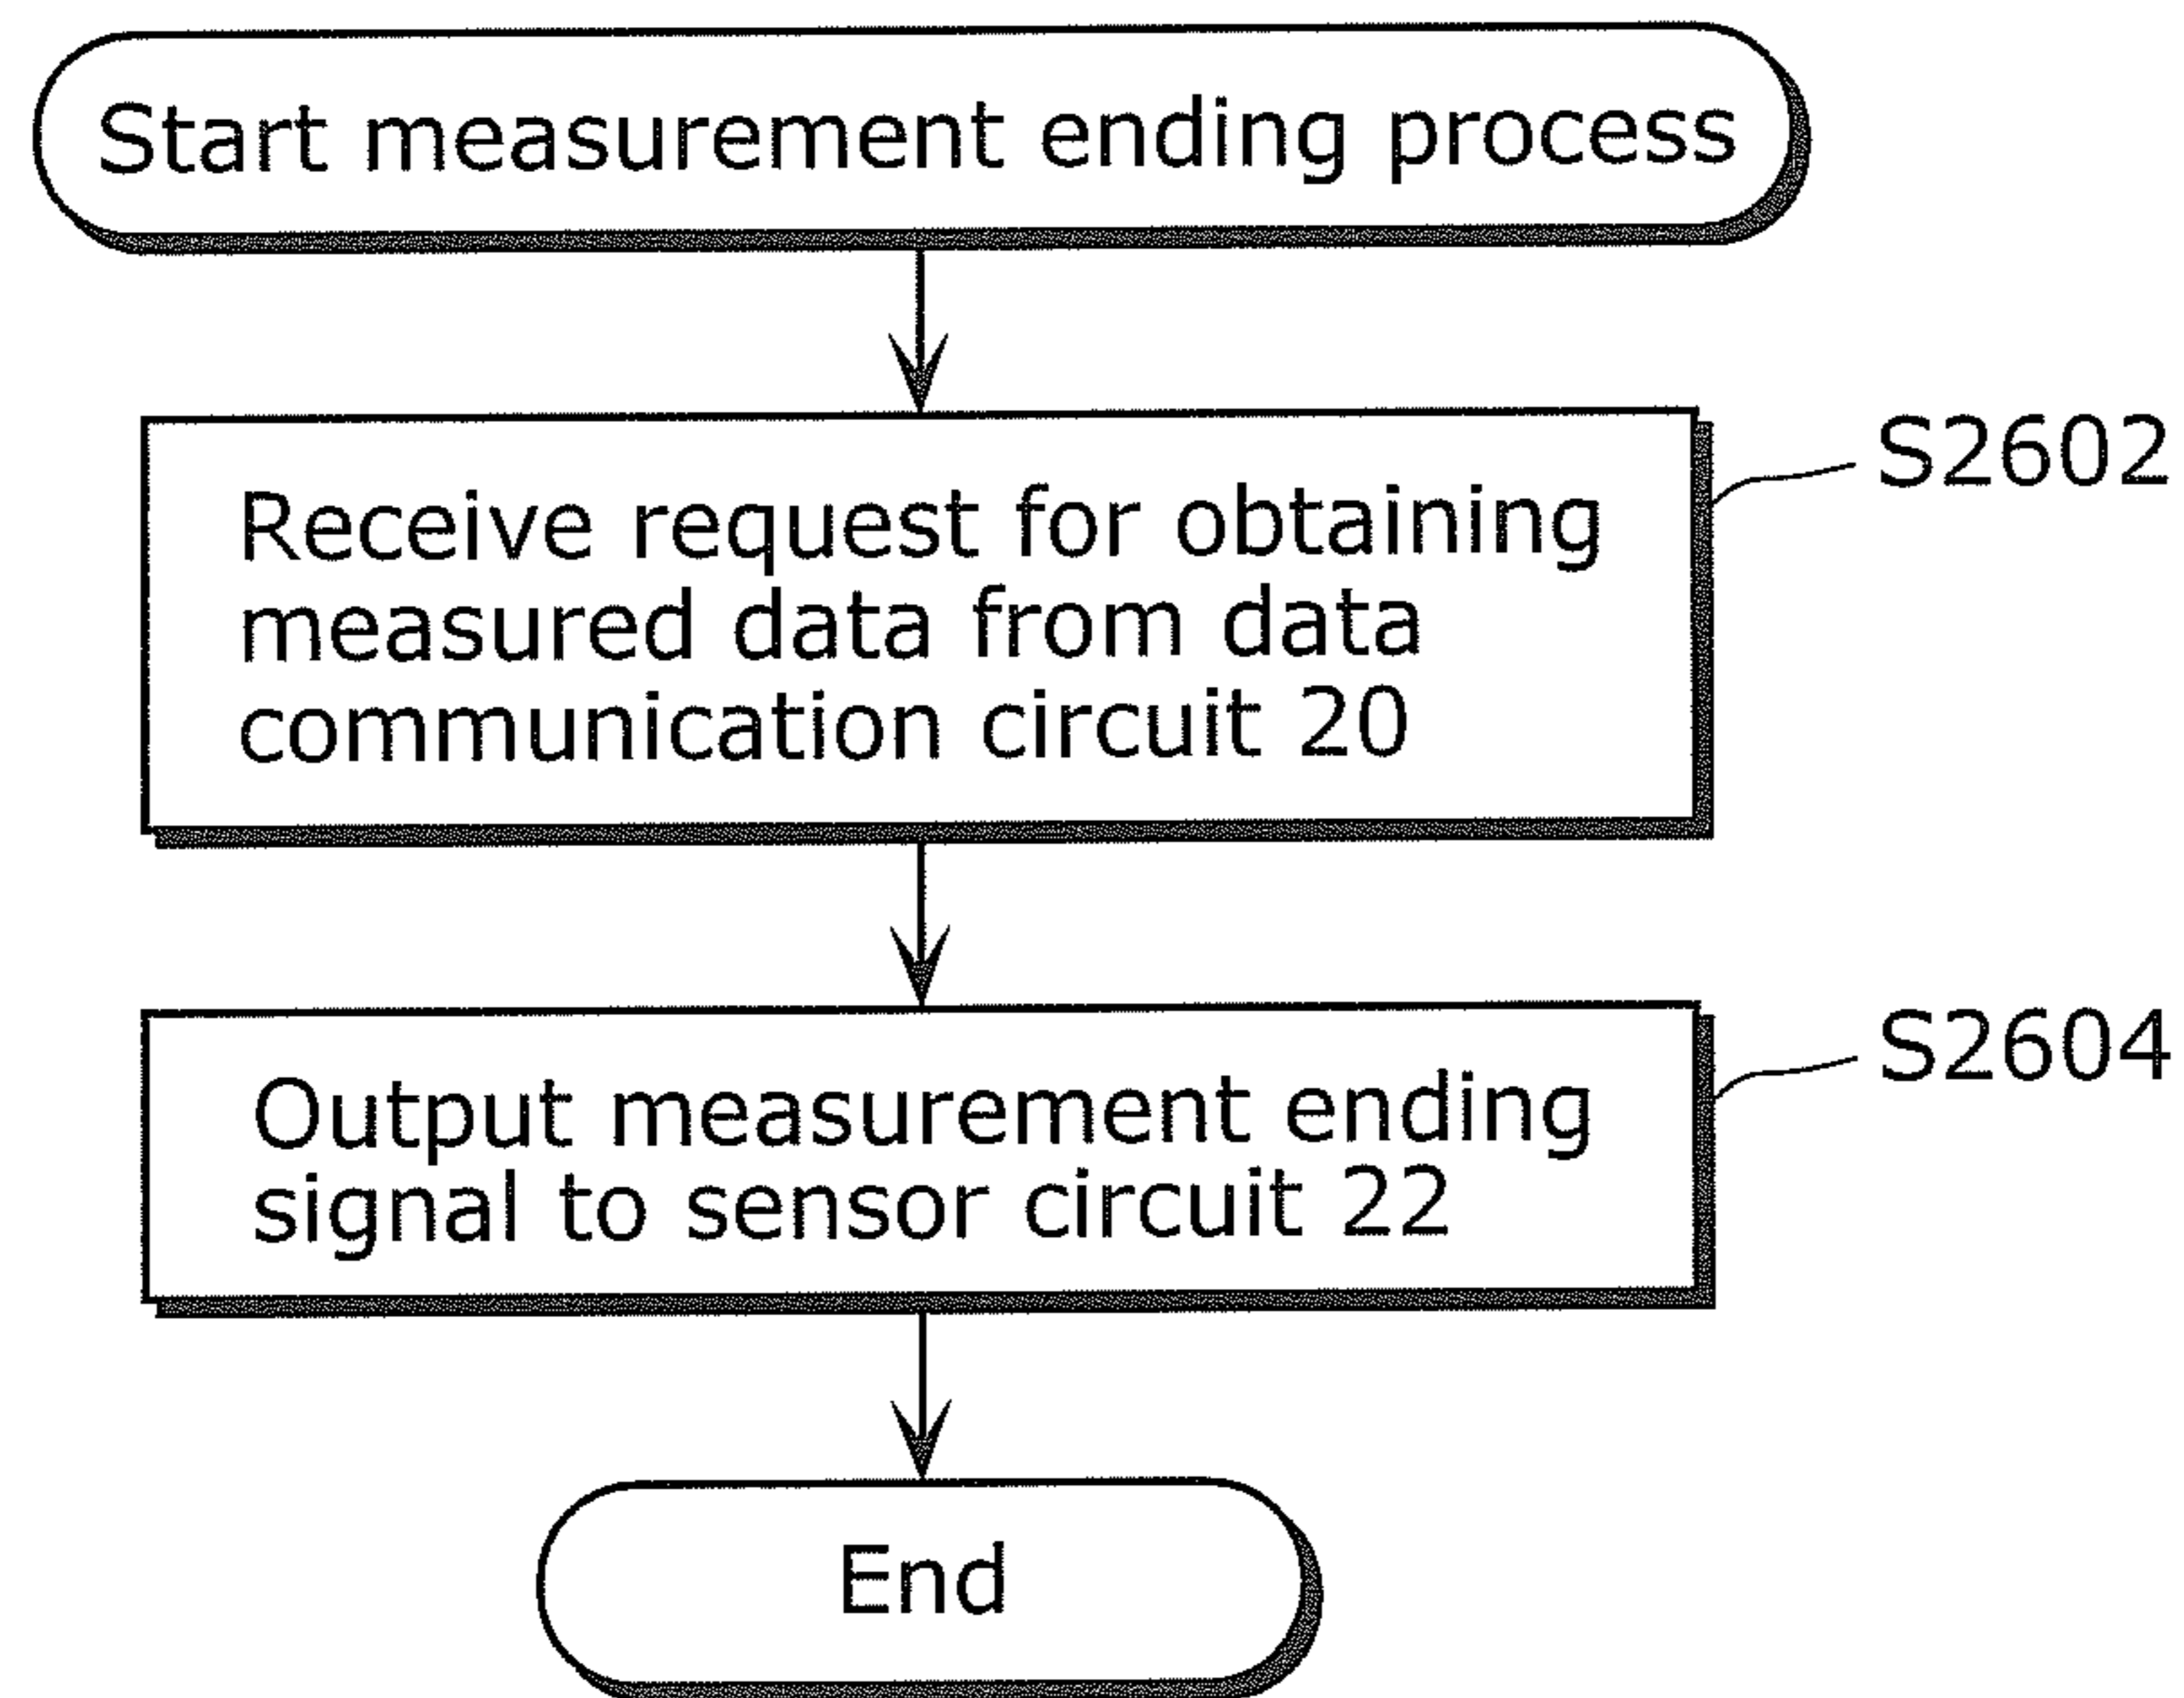 Start measurement ending process
S2602
Receive request for obtaining
measured data from data
communication circuit 20
S2604
Output measurement ending
signal to sensor circuit 22
End